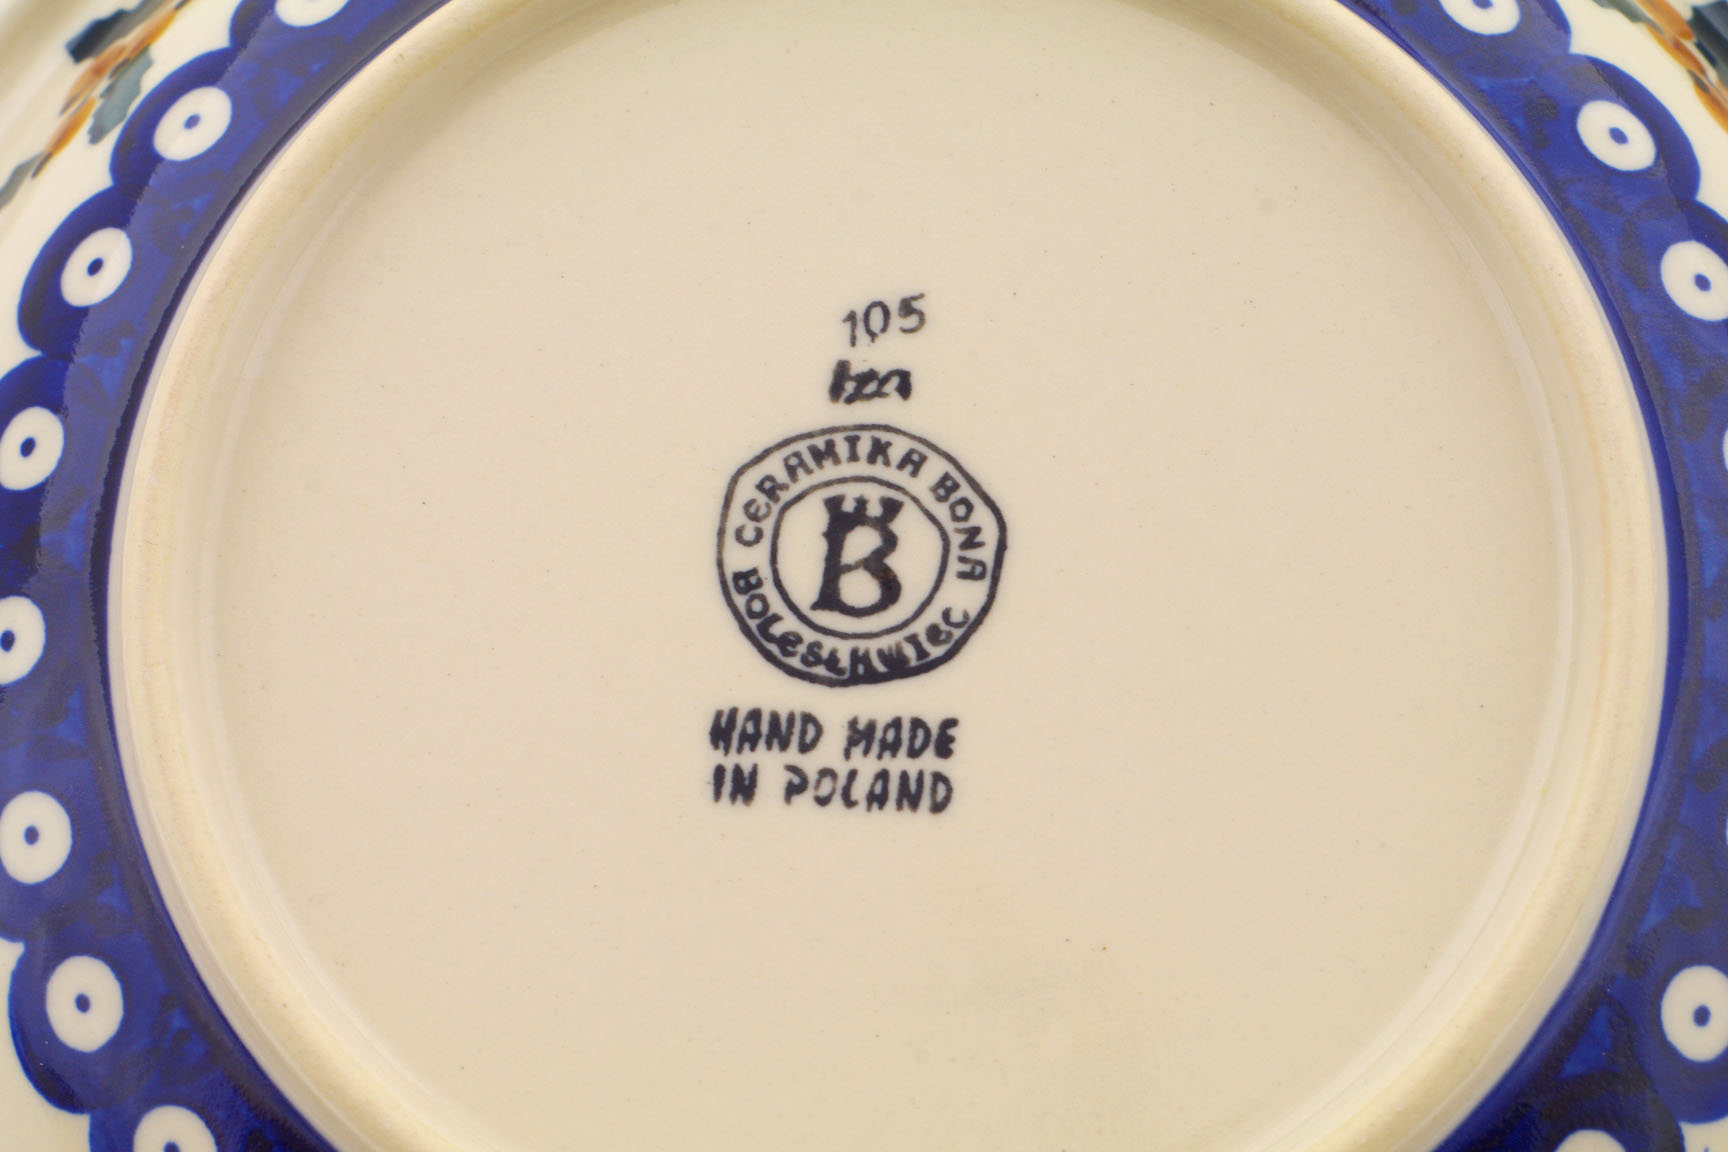 105
Iza
CERAMIKA BONA
B
BOLESŁAWIEC
HAND MADE
IN POLAND